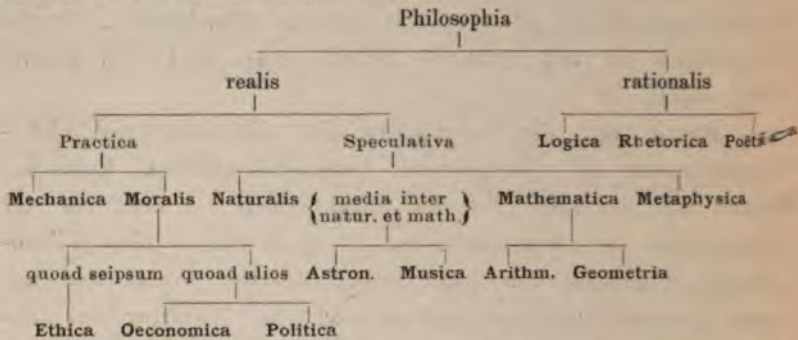 Philosophia
realis rationalis
Practica Speculativa Logica Rhetorica
Mechanica Moralis Naturalis ( media inter ) Mathematica Metaphysica
(natur. et math.)
quoad seipsum quoad alios Astron. Musica Arithm. Geometria
Ethica Oeconomica Politica